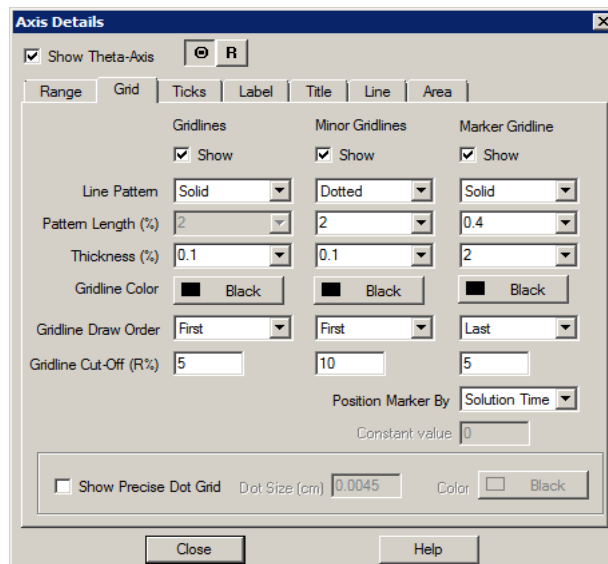 Axis Details
Show Theta-Axis Θ R
Range Grid Ticks Label Title Line Area
Gridlines Minor Gridlines Marker Gridline
Show Show Show
Line Pattern Solid Dotted Solid
Pattern Length (%) 2 2 0.4
Thickness (%) 0.1 0.1 2
Gridline Color Black Black Black
Gridline Draw Order First First Last
Gridline Cut-Off (R%) 5 10 5
Position Marker By Solution Time
Constant value 0
Show Precise Dot Grid Dot Size (cm) 0.0045 Color Black
Close Help